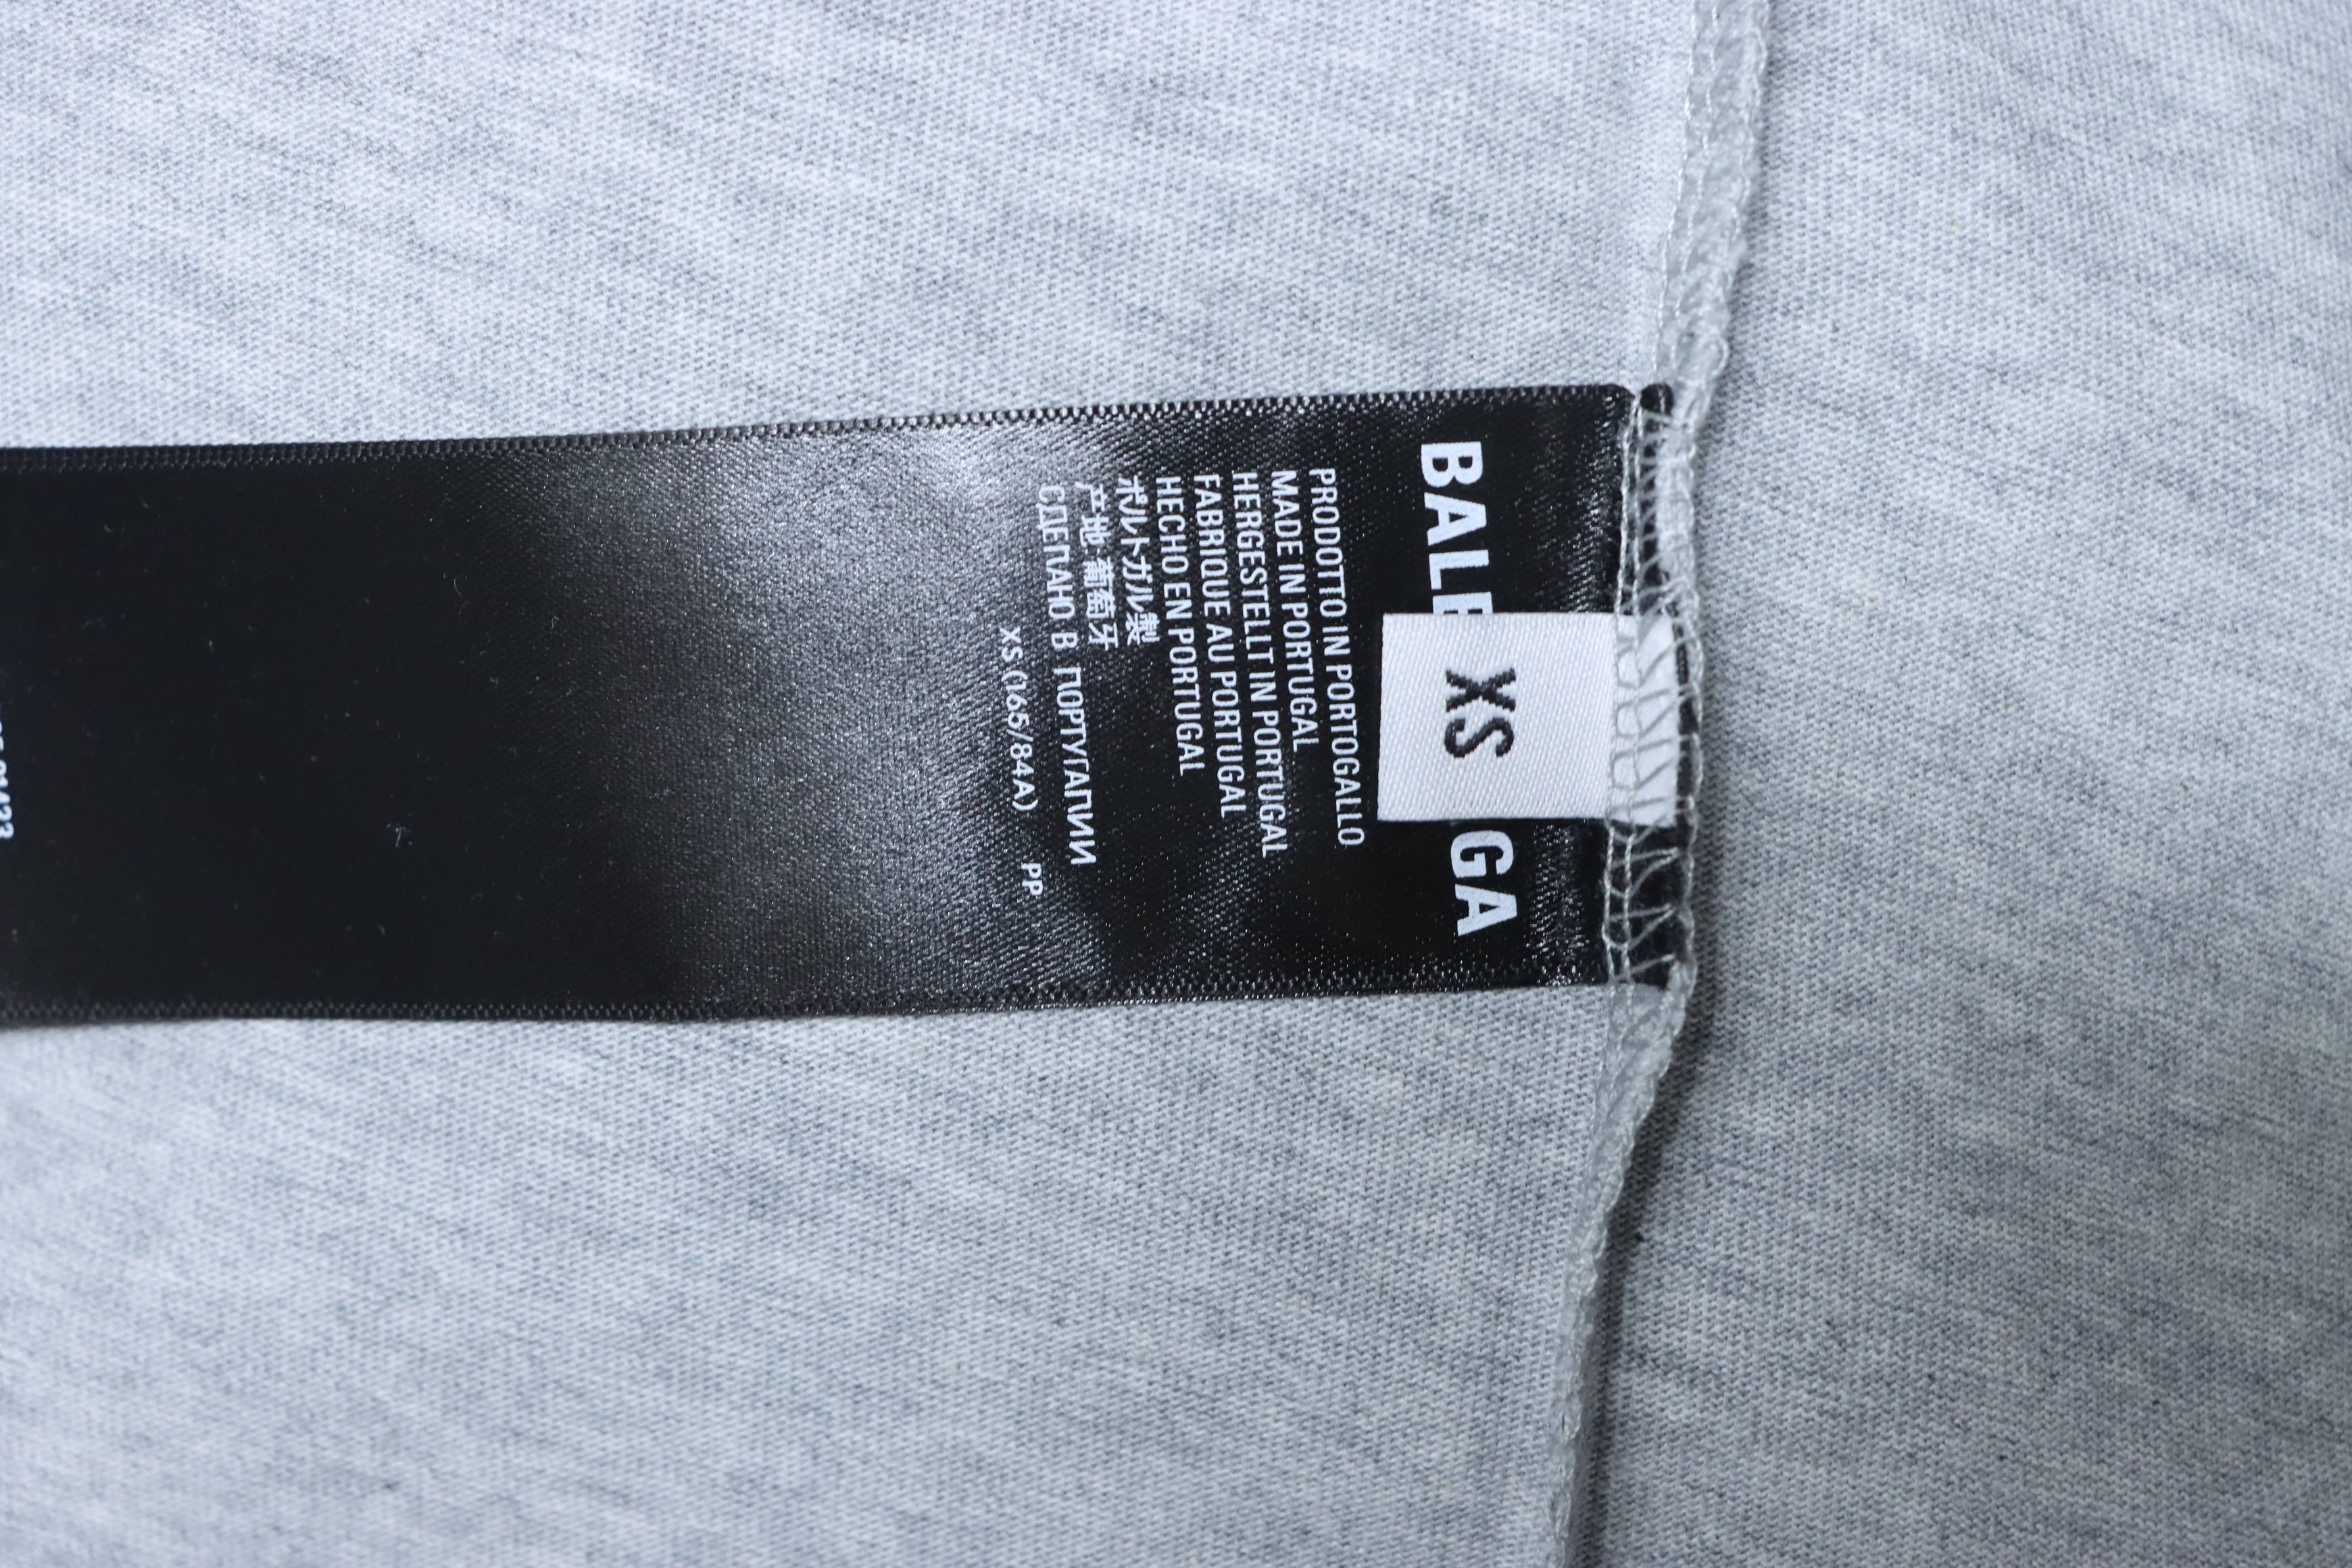 BALE GA
XS
PRODOTTO IN PORTOGALLO
MADE IN PORTUGAL
HERGESTELLT IN PORTUGAL
FABRIQUE AU PORTUGAL
HECHO EN PORTUGAL
ポルトガル製
产地 葡萄牙
СДЕЛАНО В ПОРТУГАЛИИ
XS (165/84A) PP